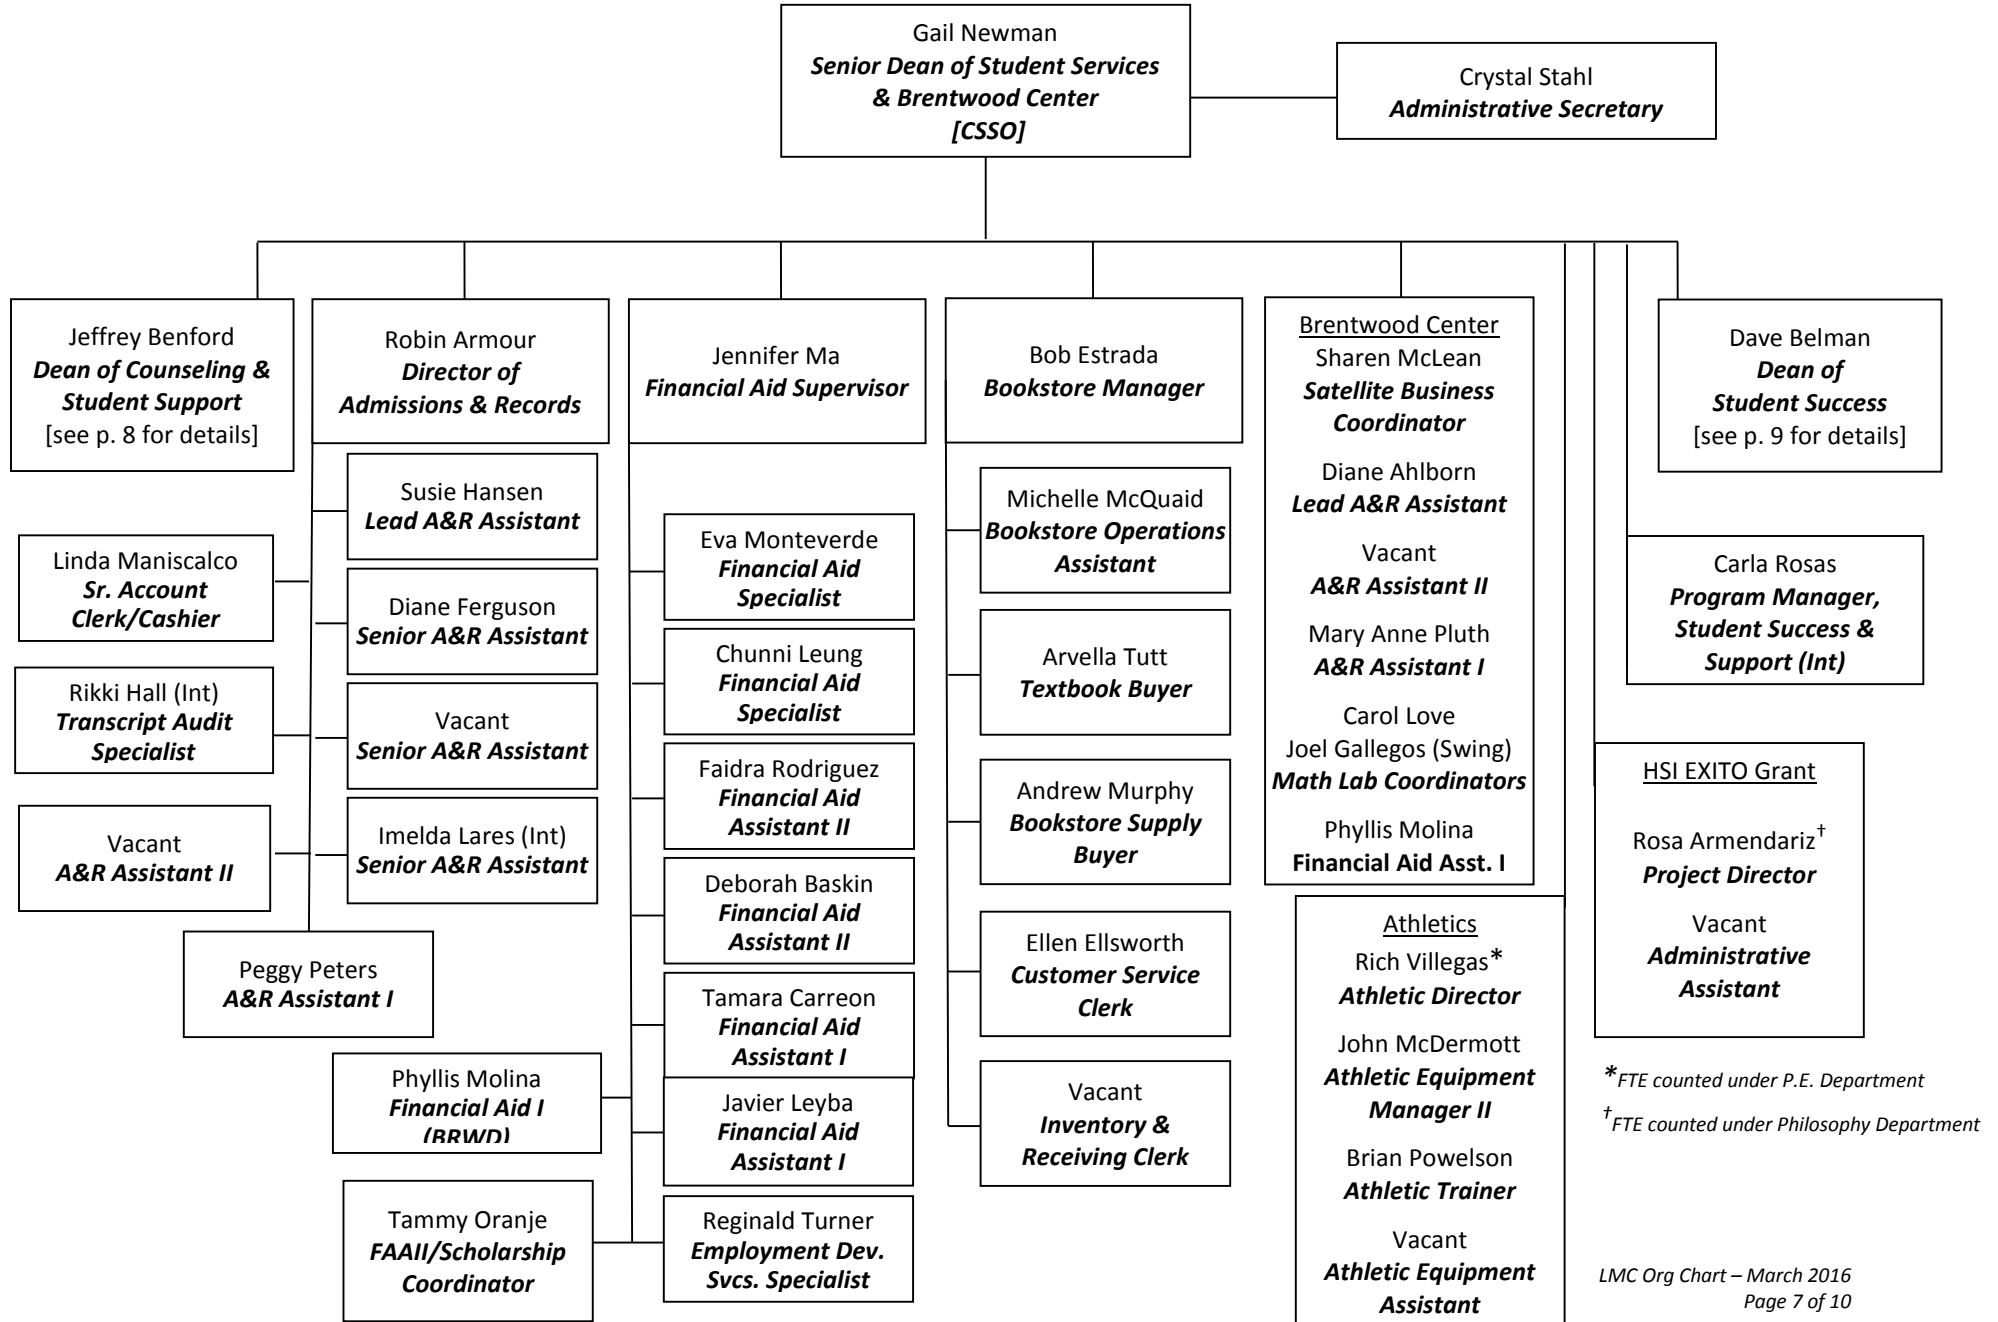 Gail Newman
Senior Dean of Student Services
& Brentwood Center
[CSSO]
Crystal Stahl
Administrative Secretary
Jeffrey Benford
Dean of Counseling &
Student Support
[see p. 8 for details]
Robin Armour
Director of
Admissions & Records
Jennifer Ma
Financial Aid Supervisor
Bob Estrada
Bookstore Manager
Brentwood Center
Sharen McLean
Satellite Business
Coordinator
Diane Ahlborn
Lead A&R Assistant
Vacant
A&R Assistant II
Mary Anne Pluth
A&R Assistant I
Carol Love
Joel Gallegos (Swing)
Math Lab Coordinators
Phyllis Molina
Financial Aid Asst. I
Dave Belman
Dean of
Student Success
[see p. 9 for details]
Susie Hansen
Lead A&R Assistant
Diane Ferguson
Senior A&R Assistant
Vacant
Senior A&R Assistant
Imelda Lares (Int)
Senior A&R Assistant
Linda Maniscalco
Sr. Account
Clerk/Cashier
Rikki Hall (Int)
Transcript Audit
Specialist
Vacant
A&R Assistant II
Peggy Peters
A&R Assistant I
Eva Monteverde
Financial Aid
Specialist
Chunni Leung
Financial Aid
Specialist
Faidra Rodriguez
Financial Aid
Assistant II
Deborah Baskin
Financial Aid
Assistant II
Tamara Carreon
Financial Aid
Assistant I
Javier Leyba
Financial Aid
Assistant I
Reginald Turner
Employment Dev.
Svcs. Specialist
Phyllis Molina
Financial Aid I
(BRWD)
Tammy Oranje
FAAII/Scholarship
Coordinator
Michelle McQuaid
Bookstore Operations
Assistant
Arvella Tutt
Textbook Buyer
Andrew Murphy
Bookstore Supply
Buyer
Ellen Ellsworth
Customer Service
Clerk
Vacant
Inventory &
Receiving Clerk
Athletics
Rich Villegas*
Athletic Director
John McDermott
Athletic Equipment
Manager II
Brian Powelson
Athletic Trainer
Vacant
Athletic Equipment
Assistant
Carla Rosas
Program Manager,
Student Success &
Support (Int)
HSI EXITO Grant
Rosa Armendariz†
Project Director
Vacant
Administrative
Assistant
*FTE counted under P.E. Department
†FTE counted under Philosophy Department
LMC Org Chart – March 2016
Page 7 of 10